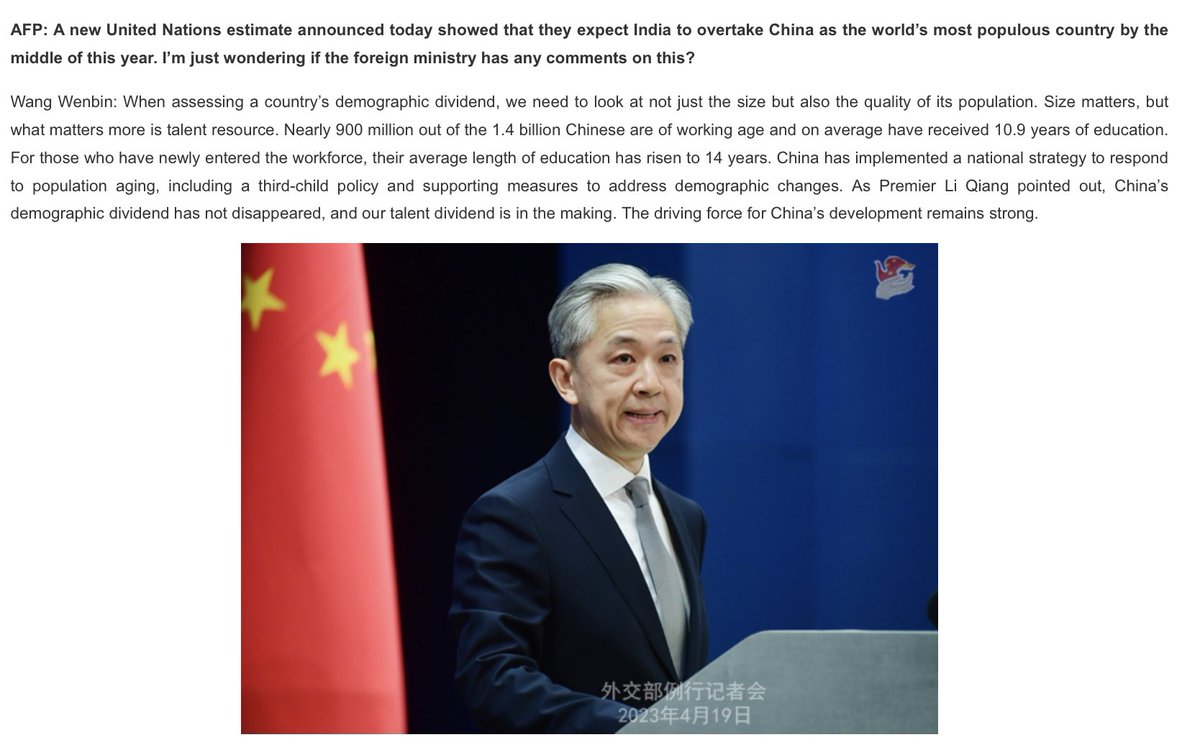 AFP: A new United Nations estimate announced today showed that they expect India to overtake China as the world’s most populous country by the
middle of this year. I’m just wondering if the foreign ministry has any comments on this?
Wang Wenbin: When assessing a country’s demographic dividend, we need to look at not just the size but also the quality of its population. Size matters, but
what matters more is talent resource. Nearly 900 million out of the 1.4 billion Chinese are of working age and on average have received 10.9 years of education.
For those who have newly entered the workforce, their average length of education has risen to 14 years. China has implemented a national strategy to respond
to population aging, including a third-child policy and supporting measures to address demographic changes. As Premier Li Qiang pointed out, China’s
demographic dividend has not disappeared, and our talent dividend is in the making. The driving force for China’s development remains strong.
外交部例行记者会
2023年4月19日